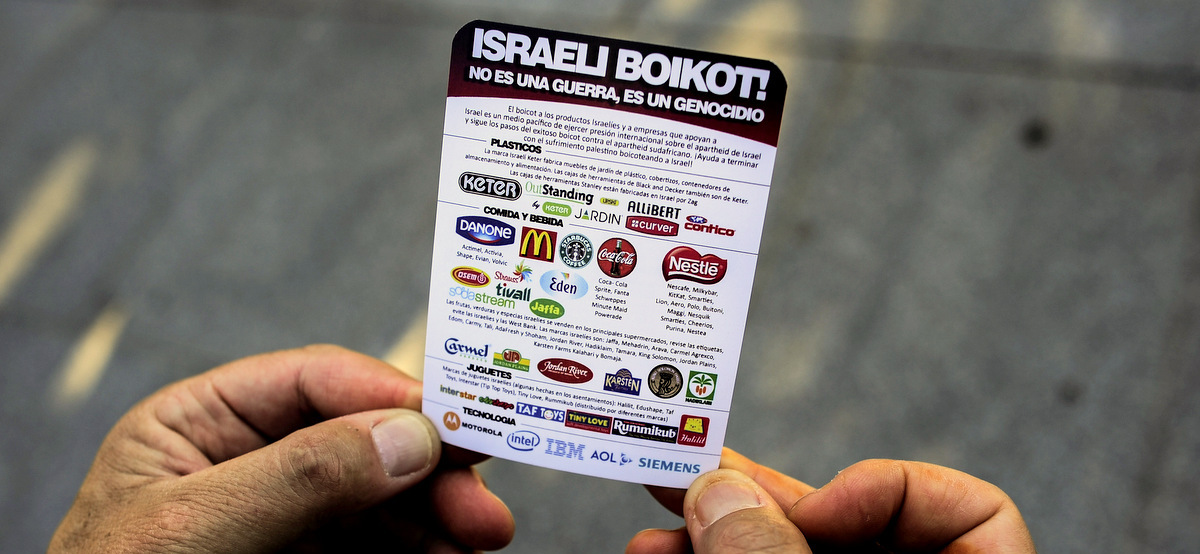 ISRAELI BOIKOT!
NO ES UNA GUERRA, ES UN GENOCIDIO
El boicot a los productos Israelíes y a empresas que apoyan a
Israel es un medio pacífico de ejercer presión internacional sobre el apartheid de Israel
y sigue los pasos del exitoso boicot contra el apartheid sudafricano. ¡Ayuda a terminar
con el sufrimiento palestino boicoteando a Israel!
PLASTICOS
La marca Israelí Keter fabrica muebles de jardín de plástico, cobertizos, contenedores de
almacenamiento y alimentación. Las cajas de herramientas de Black and Decker también son de Keter.
Las cajas de herramientas Stanley están fabricadas en Israel por Zag
KETER OutStanding ALLiBERT
KETER JARDIN curver contico
COMIDA Y BEBIDA
DANONE M STARBUCKS COFFEE Coca-Cola Nestlé
Actimel, Activia,
Shape, Evian, Volvic
Coca- Cola
Sprite, Fanta
Schweppes
Minute Maid
Powerade
Nescafe, Milkybar,
KitKat, Smarties,
Lion, Aero, Polo, Buitoni,
Maggi, Nesquik
Smarties, Cheerios,
Purina, Nestea
OSEM Strauss Eden
sodastream tivall Jaffa
Las frutas, verduras y especias israelíes se venden en los principales supermercados, revise las etiquetas,
evite las israelíes y las West Bank. Las marcas israelíes son: Jaffa, Mehadrin, Arava, Carmel Agrexco,
Edom, Carmy, Tali, AdaFresh y Shoham, Jordan River, Hadiklaim, Tamara, King Solomon, Jordan Plains,
Karsten Farms Kalahari y Bomaja.
Carmel JORDAN PLAINS Jordan River KARSTEN HADIKLAIM
JUGUETES
Marcas de juguetes israelíes (algunas hechas en los asentamientos): Halilit, Edushape, Taf
Toys, Interstar (Tip Top Toys), Tiny Love, Rummikub (distribuido por diferentes marcas)
interstar edushape TAF TOYS TINY LOVE Rummikub Halilit
TECNOLOGIA
MOTOROLA intel IBM AOL SIEMENS